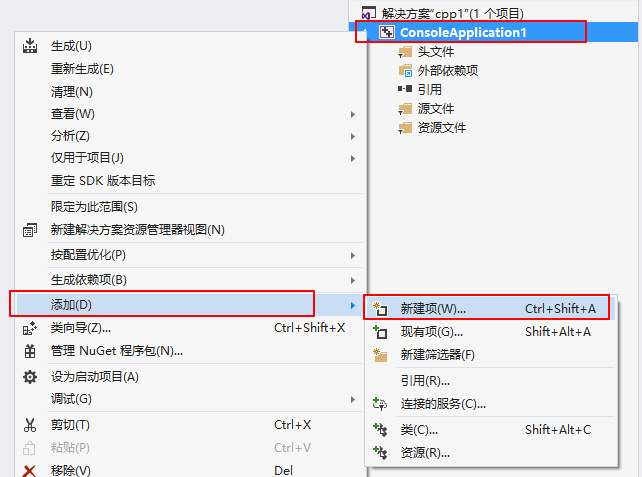 解决方案"cpp1"(1 个项目)
ConsoleApplication1
头文件
外部依赖项
引用
源文件
资源文件
生成(U)
重新生成(E)
清理(N)
查看(W)
分析(Z)
仅用于项目(J)
重定 SDK 版本目标
限定为此范围(S)
新建解决方案资源管理器视图(N)
按配置优化(P)
生成依赖项(B)
添加(D)
类向导(Z)... Ctrl+Shift+X
管理 NuGet 程序包(N)...
设为启动项目(A)
调试(G)
剪切(T) Ctrl+X
粘贴(P) Ctrl+V
移除(V) Del
新建项(W)... Ctrl+Shift+A
现有项(G)... Shift+Alt+A
新建筛选器(F)
引用(R)...
连接的服务(C)...
类(C)... Shift+Alt+C
资源(R)...